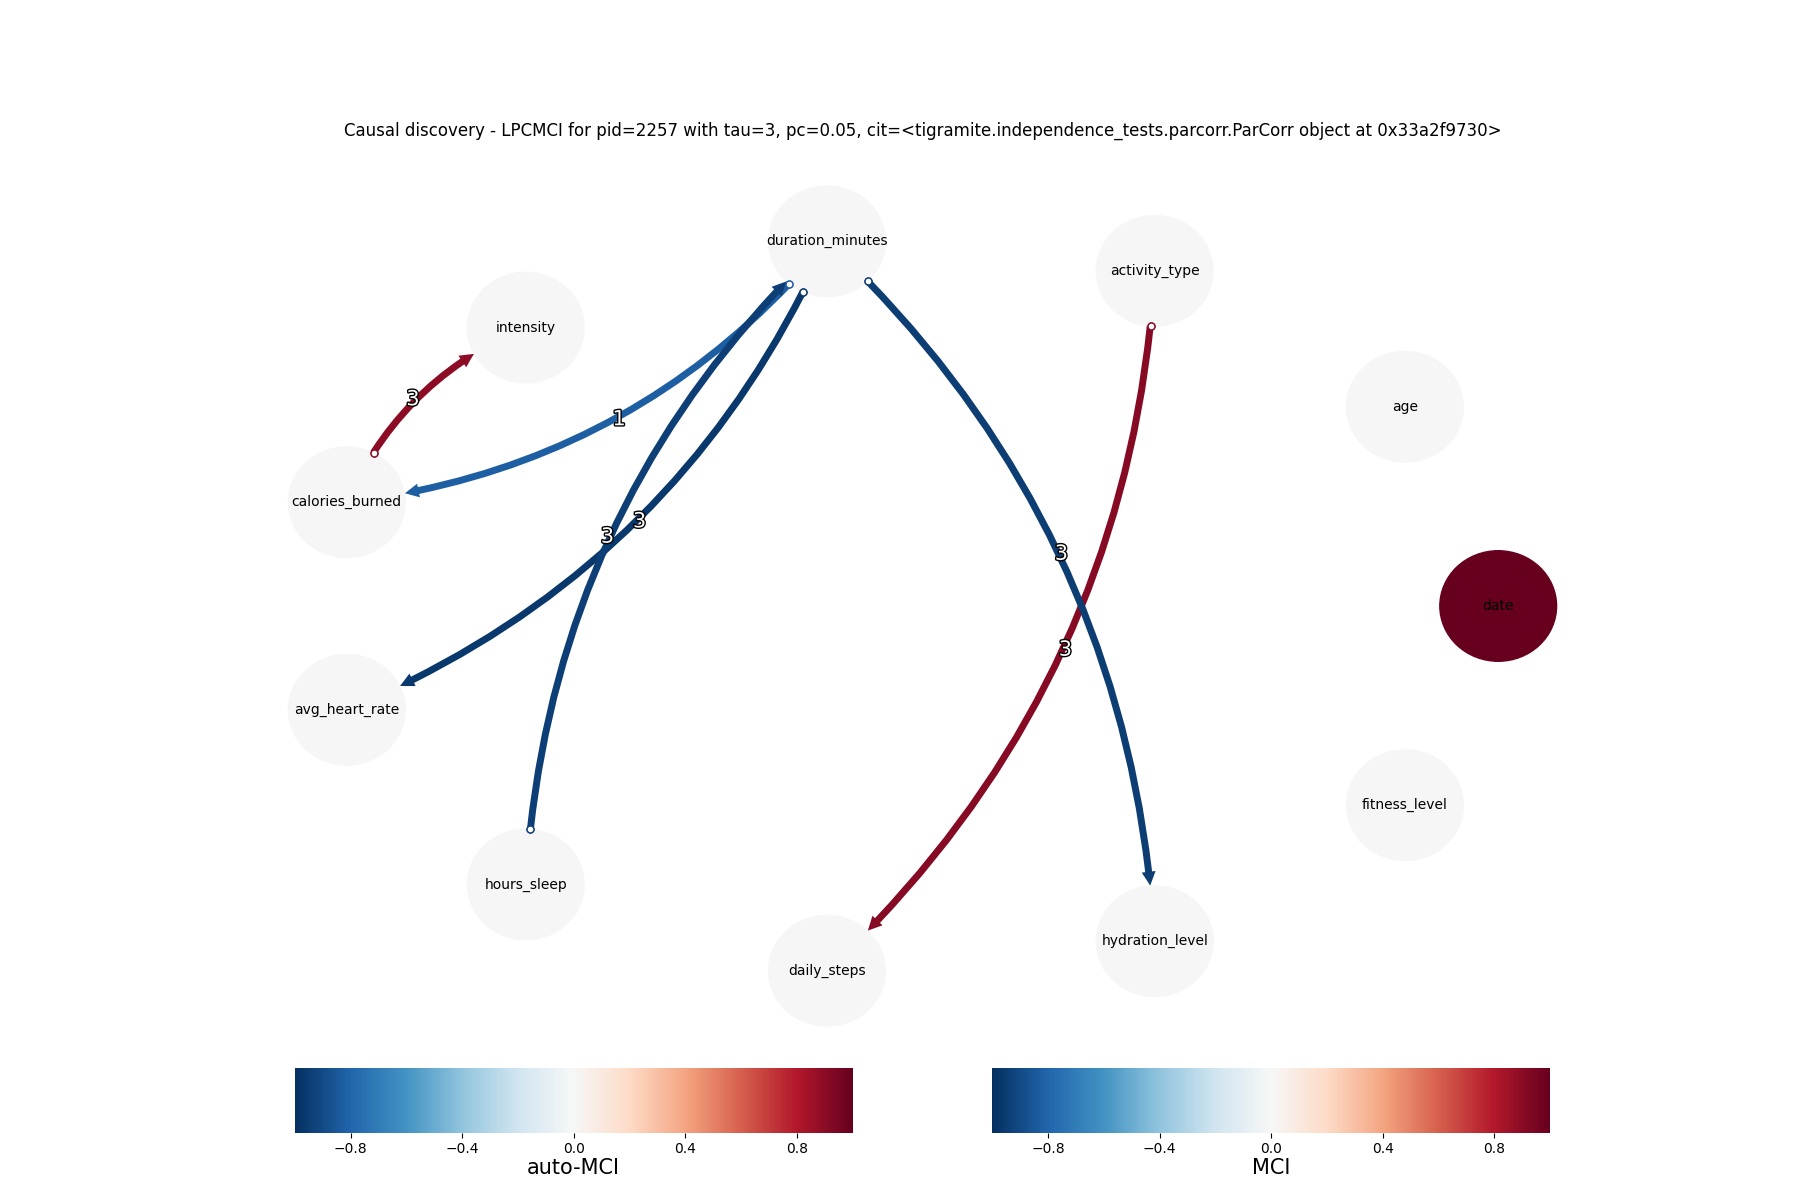 Causal discovery - LPCMCI for pid=2257 with tau=3, pc=0.05, cit=<tigramite.independence_tests.parcorr.ParCorr object at 0x33a2f9730>
duration_minutes
activity_type
intensity
age
3
1
calories_burned
3
3
3
date
3
avg_heart_rate
fitness_level
hours_sleep
hydration_level
daily_steps
−0.8 −0.4 0.0 0.4 0.8
auto-MCI
−0.8 −0.4 0.0 0.4 0.8
MCI